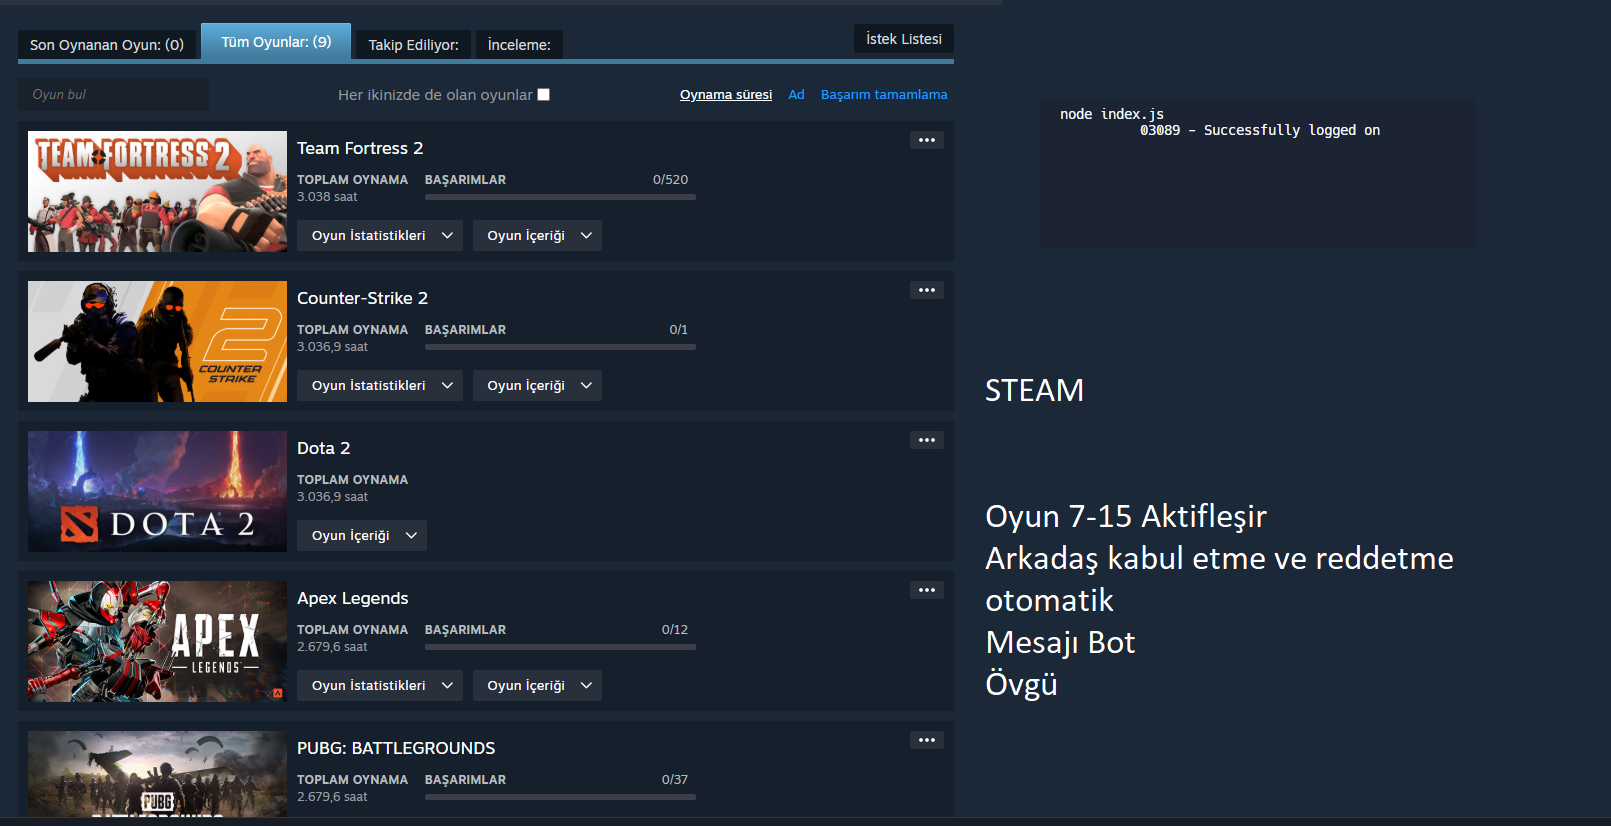 Son Oynanan Oyun: (0)
Tüm Oyunlar: (9)
Takip Ediliyor:
İnceleme:
İstek Listesi
Oyun bul
Her ikinizde de olan oyunlar
Oynama süresi
Ad
Başarım tamamlama
TEAM FORTRESS 2
Team Fortress 2
TOPLAM OYNAMA
3.038 saat
BAŞARIMLAR
0/520
Oyun İstatistikleri
Oyun İçeriği
2
COUNTER
STRIKE
Counter-Strike 2
TOPLAM OYNAMA
3.036,9 saat
BAŞARIMLAR
0/1
Oyun İstatistikleri
Oyun İçeriği
DOTA 2
Dota 2
TOPLAM OYNAMA
3.036,9 saat
Oyun İçeriği
APEX
LEGENDS
Apex Legends
TOPLAM OYNAMA
2.679,6 saat
BAŞARIMLAR
0/12
Oyun İstatistikleri
Oyun İçeriği
PUBG
BATTLEGROUNDS
PUBG: BATTLEGROUNDS
TOPLAM OYNAMA
2.679,6 saat
BAŞARIMLAR
0/37
node index.js
03089 - Successfully logged on
STEAM
Oyun 7-15 Aktifleşir
Arkadaş kabul etme ve reddetme
otomatik
Mesajı Bot
Övgü